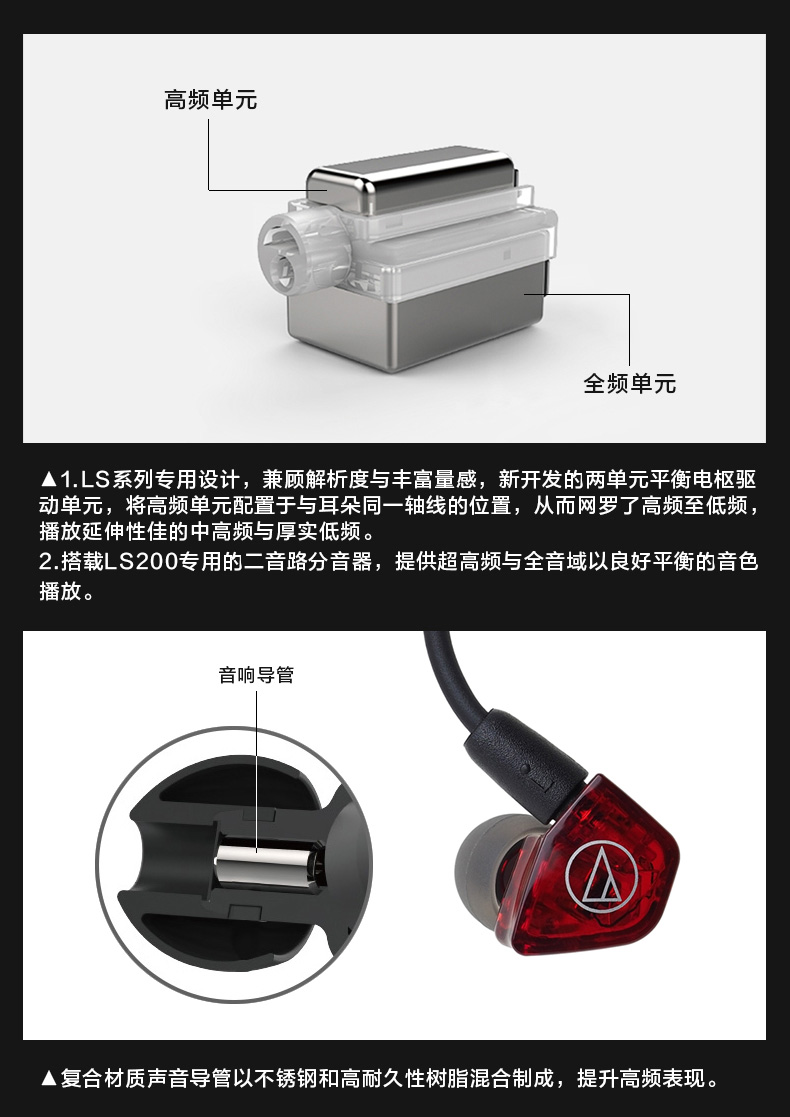 高频单元
全频单元
▲1.LS系列专用设计，兼顾解析度与丰富量感，新开发的两单元平衡电枢驱
动单元，将高频单元配置于与耳朵同一轴线的位置，从而网罗了高频至低频，
播放延伸性佳的中高频与厚实低频。
2.搭载LS200专用的二音路分音器，提供超高频与全音域以良好平衡的音色
播放。
音响导管
L
▲复合材质声音导管以不锈钢和高耐久性树脂混合制成，提升高频表现。